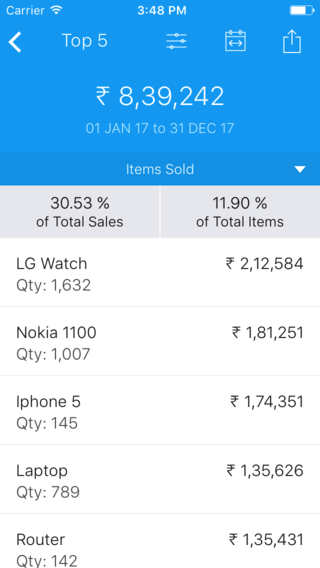 Carrier 3:48 PM
Top 5
₹ 8,39,242
01 JAN 17 to 31 DEC 17
Items Sold
30.53 % 11.90 %
of Total Sales of Total Items
LG Watch ₹ 2,12,584
Qty: 1,632
Nokia 1100 ₹ 1,81,251
Qty: 1,007
Iphone 5 ₹ 1,74,351
Qty: 145
Laptop ₹ 1,35,626
Qty: 789
Router ₹ 1,35,431
Qty: 142